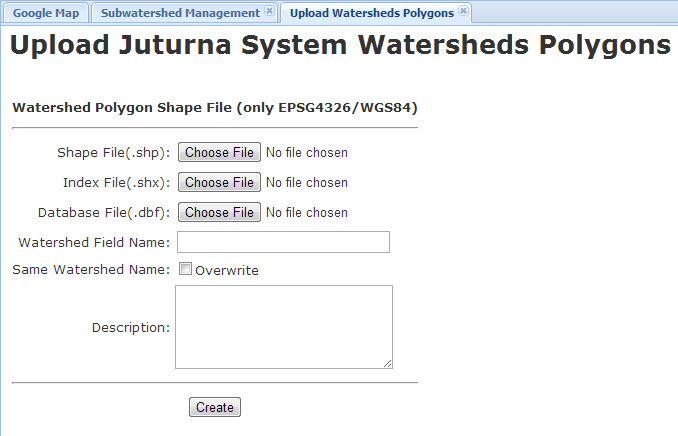 Google Map Subwatershed Management Upload Watersheds Polygons
Upload Juturna System Watersheds Polygons
Watershed Polygon Shape File (only EPSG4326/WGS84)
Shape File(.shp): Choose File No file chosen
Index File(.shx): Choose File No file chosen
Database File(.dbf): Choose File No file chosen
Watershed Field Name:
Same Watershed Name: Overwrite
Description:
Create